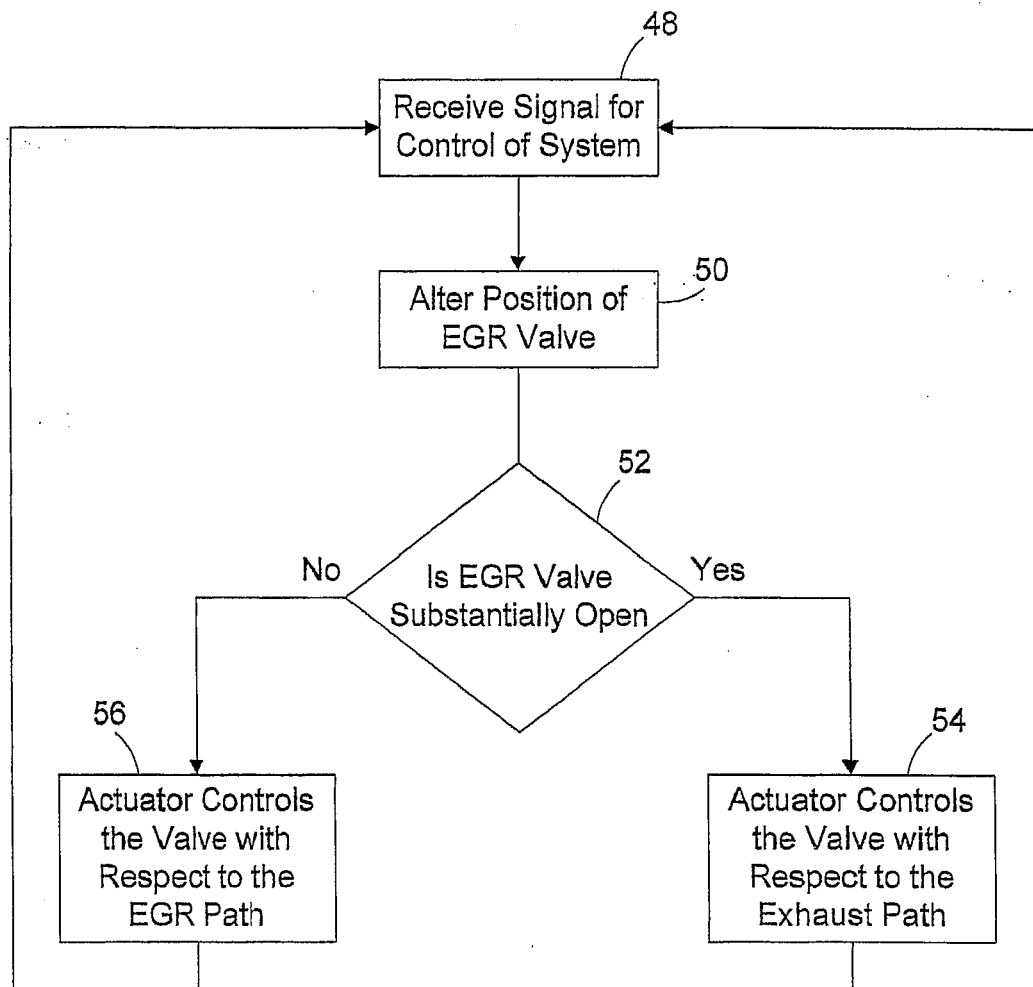 48
Receive Signal for
Control of System
50
Alter Position of
EGR Valve
52
No
Yes
Is EGR Valve
Substantially Open
56
54
Actuator Controls
the Valve with
Respect to the
EGR Path
Actuator Controls
the Valve with
Respect to the
Exhaust Path